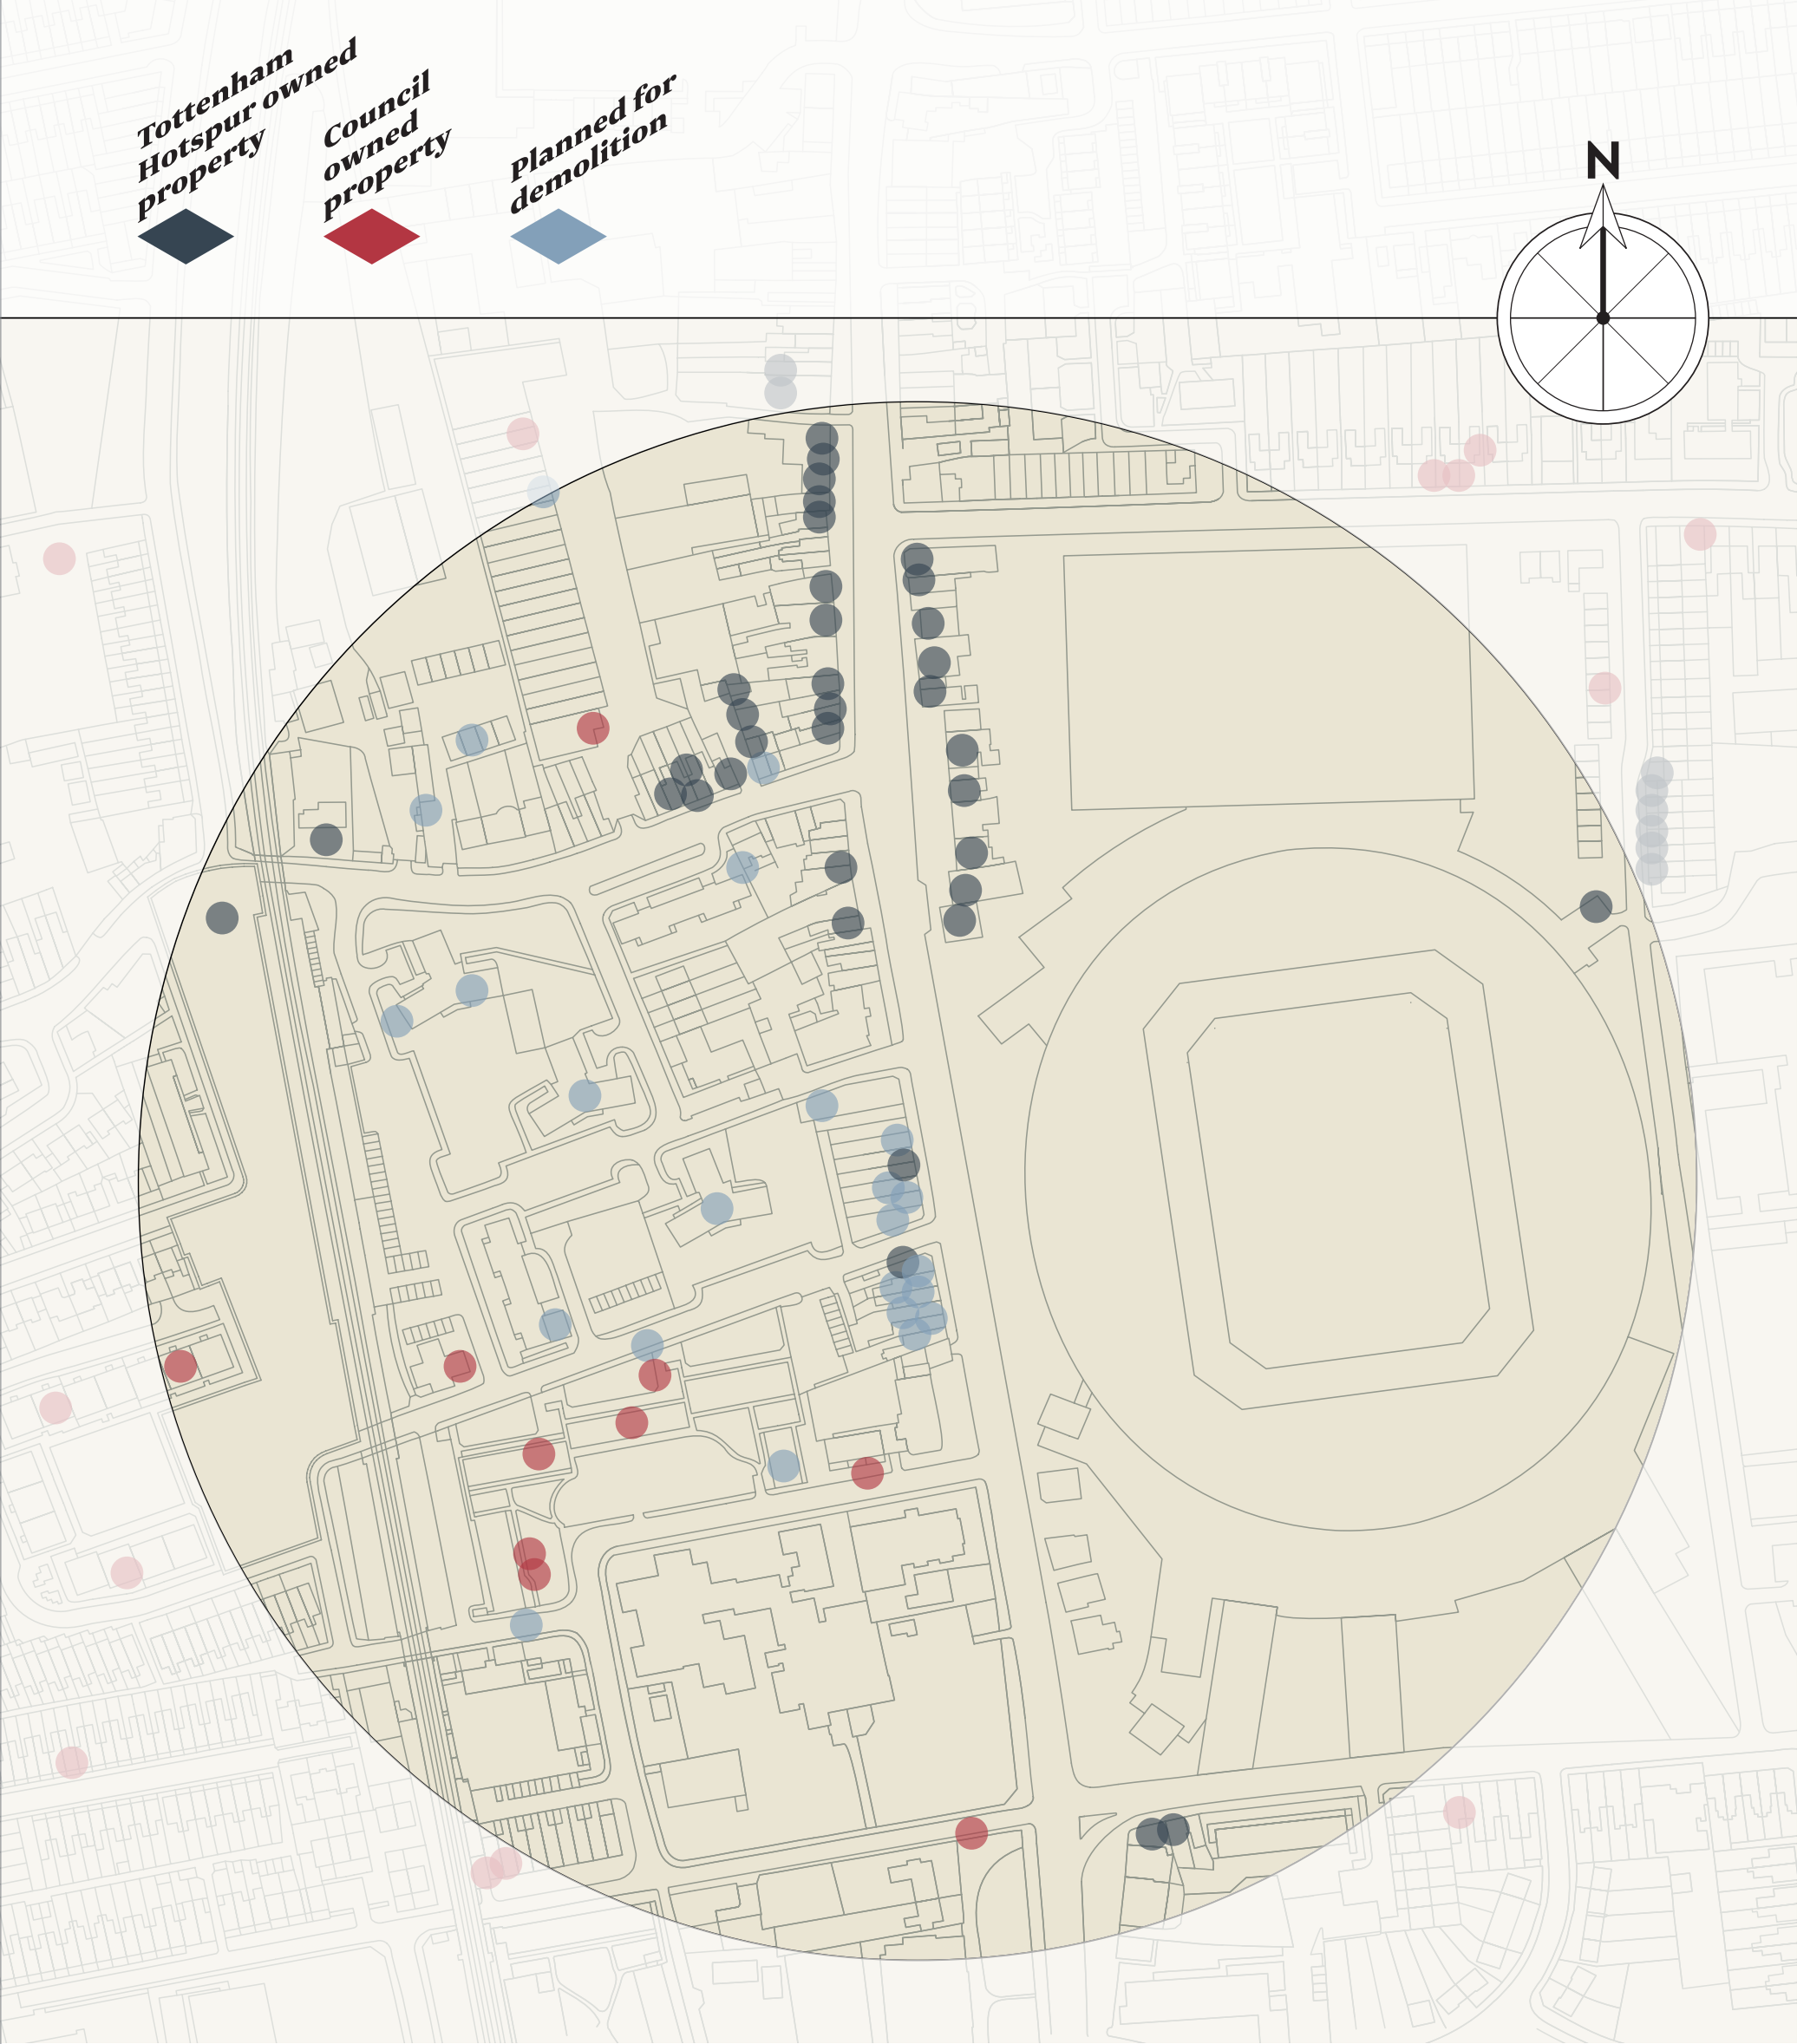 Tottenham
Hotspur owned
property
Council
owned
property
Planned for
demolition
N